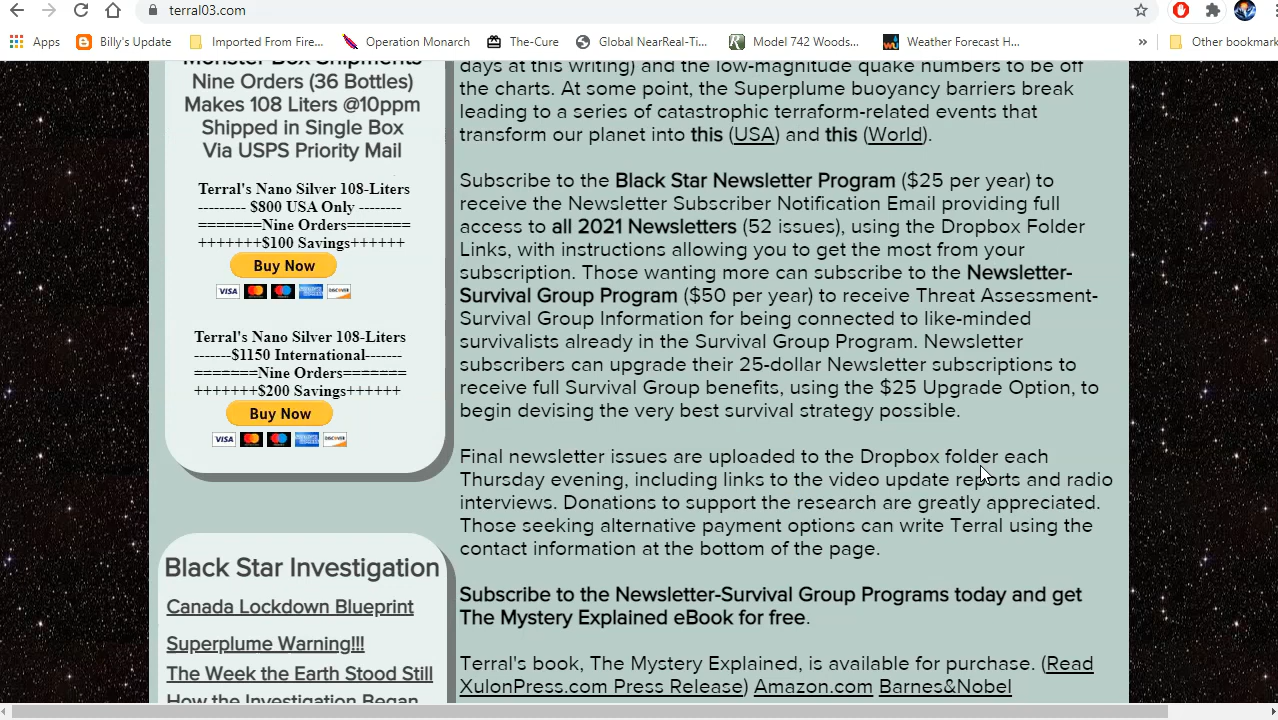 terral03.com
Apps
Billy's Update
Imported From Fire...
Operation Monarch
The-Cure
Global NearReal-Ti...
Model 742 Woods...
Weather Forecast H...
»
Other bookmark
Monster Box Shipments
Nine Orders (36 Bottles)
Makes 108 Liters @10ppm
Shipped in Single Box
Via USPS Priority Mail
Terral's Nano Silver 108-Liters
--------- $800 USA Only --------
=======Nine Orders=======
+++++++$100 Savings++++++
Buy Now
VISA
DISCOVER
Terral's Nano Silver 108-Liters
-------$1150 International-------
=======Nine Orders=======
+++++++$200 Savings++++++
Buy Now
VISA
DISCOVER
Black Star Investigation
Canada Lockdown Blueprint
Superplume Warning!!!
The Week the Earth Stood Still
How the Investigation Began
days at this writing) and the low-magnitude quake numbers to be off
the charts. At some point, the Superplume buoyancy barriers break
leading to a series of catastrophic terraform-related events that
transform our planet into this (USA) and this (World).
Subscribe to the Black Star Newsletter Program ($25 per year) to
receive the Newsletter Subscriber Notification Email providing full
access to all 2021 Newsletters (52 issues), using the Dropbox Folder
Links, with instructions allowing you to get the most from your
subscription. Those wanting more can subscribe to the Newsletter-
Survival Group Program ($50 per year) to receive Threat Assessment-
Survival Group Information for being connected to like-minded
survivalists already in the Survival Group Program. Newsletter
subscribers can upgrade their 25-dollar Newsletter subscriptions to
receive full Survival Group benefits, using the $25 Upgrade Option, to
begin devising the very best survival strategy possible.
Final newsletter issues are uploaded to the Dropbox folder each
Thursday evening, including links to the video update reports and radio
interviews. Donations to support the research are greatly appreciated.
Those seeking alternative payment options can write Terral using the
contact information at the bottom of the page.
Subscribe to the Newsletter-Survival Group Programs today and get
The Mystery Explained eBook for free.
Terral's book, The Mystery Explained, is available for purchase. (Read
XulonPress.com Press Release) Amazon.com Barnes&Nobel